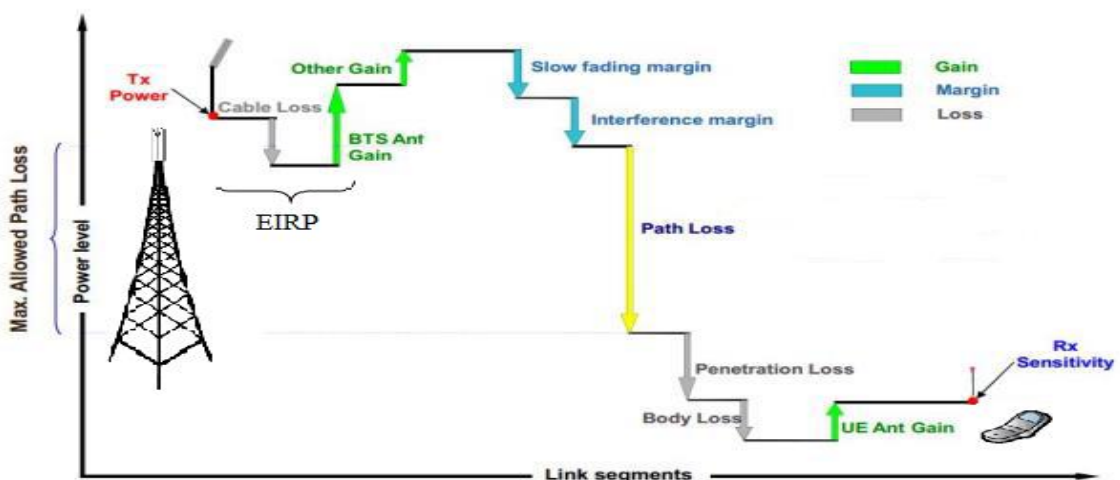 Tx
Power
Cable Loss
Other Gain
BTS Ant
Gain
EIRP
Slow fading margin
Interference margin
Gain
Margin
Loss
Max. Allowed Path Loss
Power level
Path Loss
Penetration Loss
Body Loss
UE Ant Gain
Rx
Sensitivity
Link segments